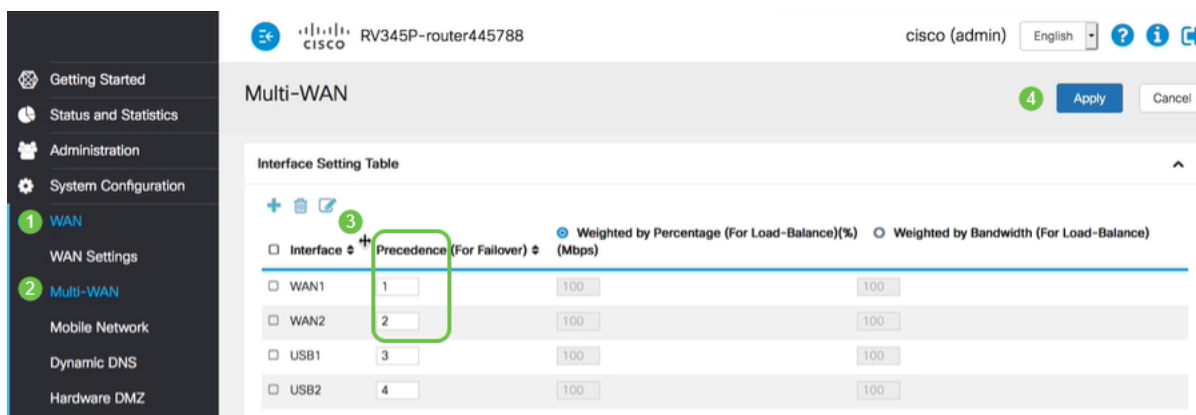 CISCO RV345P-router445788 cisco (admin) English ? i
Getting Started
Status and Statistics
Administration
System Configuration
1 WAN
WAN Settings
2 Multi-WAN
Mobile Network
Dynamic DNS
Hardware DMZ
Multi-WAN 4 Apply Cancel
Interface Setting Table
3
Interface Precedence (For Failover) Weighted by Percentage (For Load-Balance)(%) Weighted by Bandwidth (For Load-Balance)
(Mbps)
WAN1 1 100 100
WAN2 2 100 100
USB1 3 100 100
USB2 4 100 100